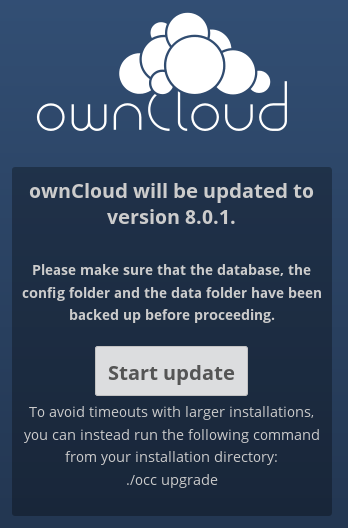 ownCloud
ownCloud will be updated to
version 8.0.1.
Please make sure that the database, the
config folder and the data folder have been
backed up before proceeding.
Start update
To avoid timeouts with larger installations,
you can instead run the following command
from your installation directory:
./occ upgrade